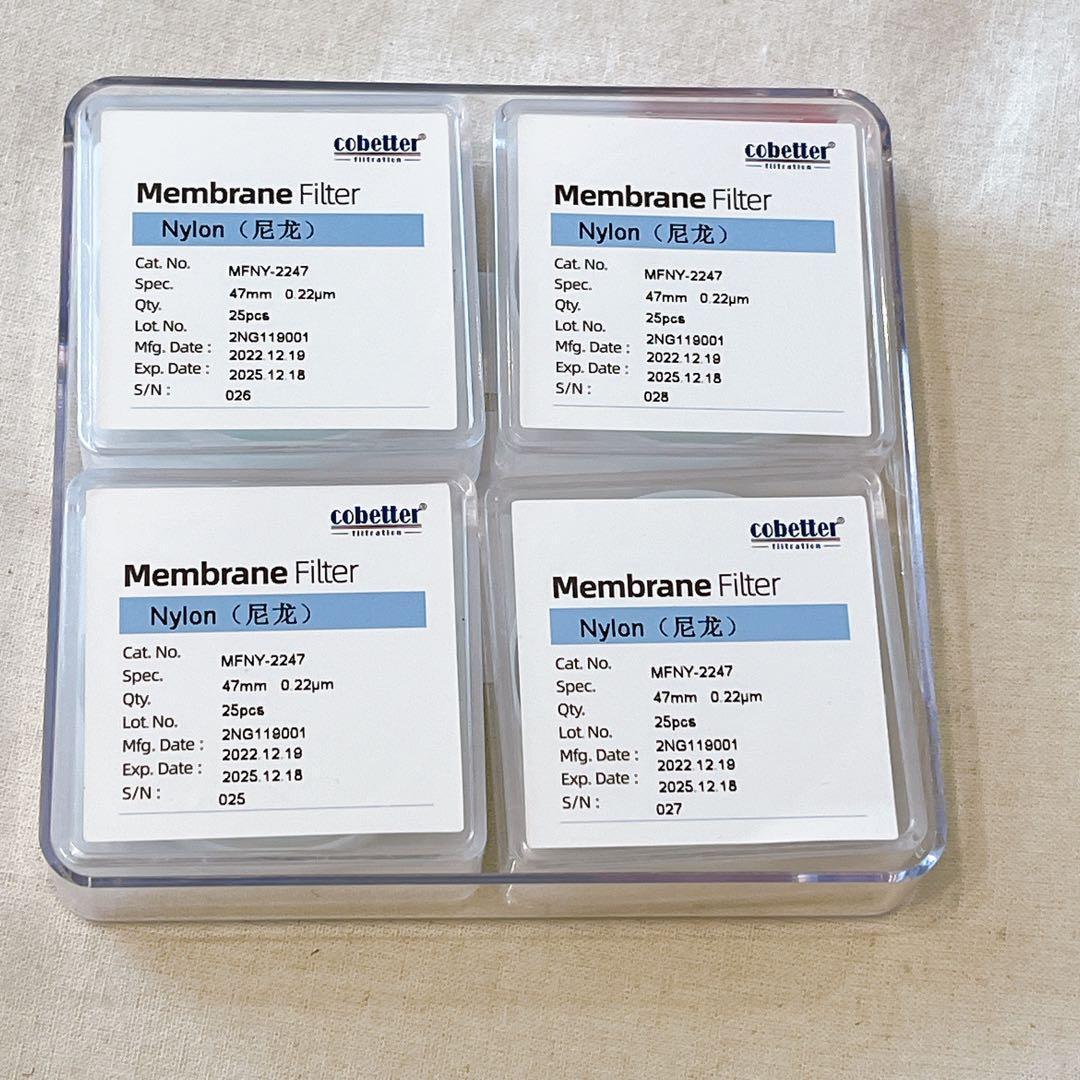 cobetter®
filtration
Membrane Filter
Nylon（尼龙）
Cat. No. MFNY-2247
Spec. 47mm 0.22μm
Qty. 25pcs
Lot. No. 2NG119001
Mfg. Date : 2022.12.19
Exp. Date : 2025.12.18
S/N : 026
cobetter®
filtration
Membrane Filter
Nylon（尼龙）
Cat. No. MFNY-2247
Spec. 47mm 0.22μm
Qty. 25pcs
Lot. No. 2NG119001
Mfg. Date : 2022.12.19
Exp. Date : 2025.12.18
S/N : 028
cobetter®
filtration
Membrane Filter
Nylon（尼龙）
Cat. No. MFNY-2247
Spec. 47mm 0.22μm
Qty. 25pcs
Lot. No. 2NG119001
Mfg. Date : 2022.12.19
Exp. Date : 2025.12.18
S/N : 025
cobetter®
filtration
Membrane Filter
Nylon（尼龙）
Cat. No. MFNY-2247
Spec. 47mm 0.22μm
Qty. 25pcs
Lot. No. 2NG119001
Mfg. Date : 2022.12.19
Exp. Date : 2025.12.18
S/N : 027